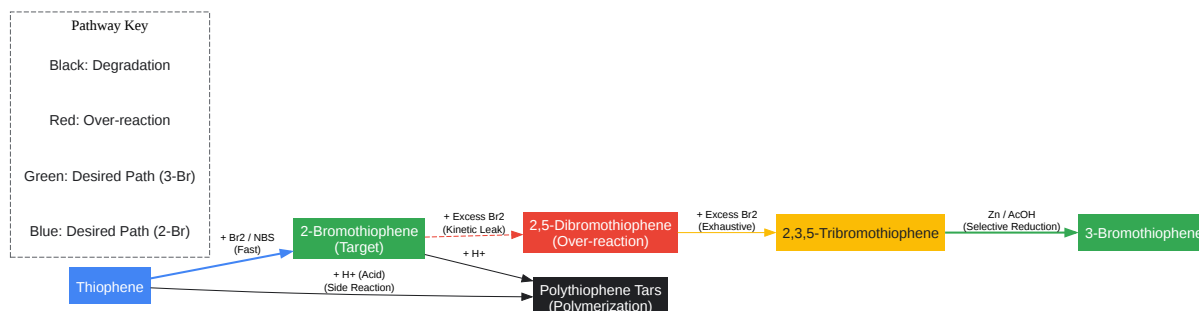 Pathway Key
Black: Degradation
Red: Over-reaction
Green: Desired Path (3-Br)
Blue: Desired Path (2-Br)
Thiophene
+ Br2 / NBS
(Fast)
2-Bromothiophene
(Target)
+ H+ (Acid)
(Side Reaction)
+ Excess Br2
(Kinetic Leak)
+ H+
2,5-Dibromothiophene
(Over-reaction)
Polythiophene Tars
(Polymerization)
+ Excess Br2
(Exhaustive)
2,3,5-Tribromothiophene
Zn / AcOH
(Selective Reduction)
3-Bromothiophene